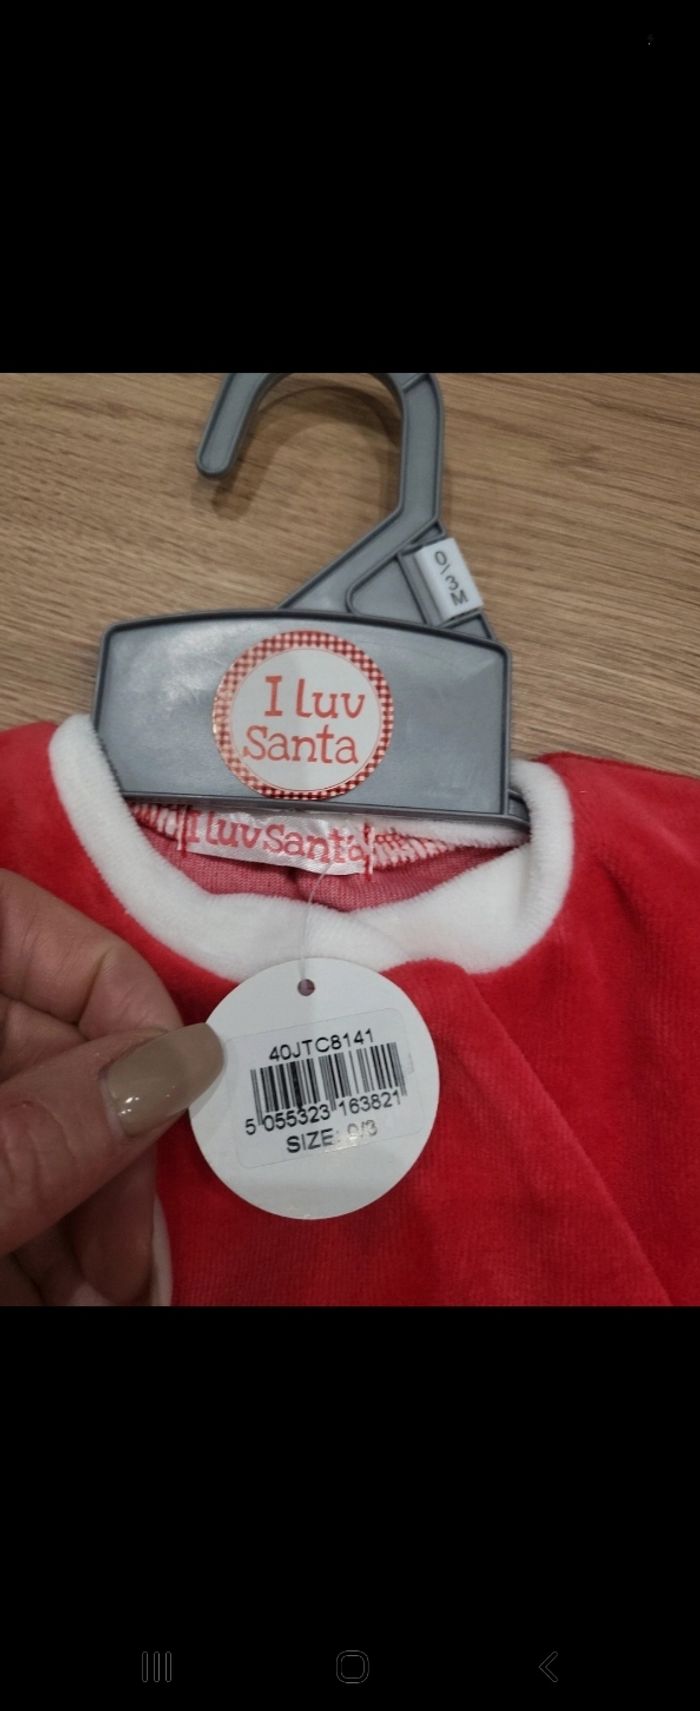 0/3M
I Luv
Santa
I luv Santa
40JTC8141
5 055323 163821
SIZE: 0/3